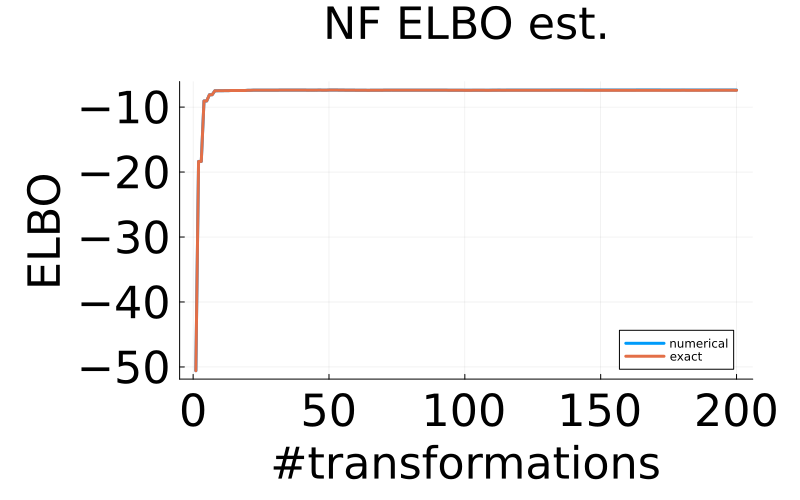 NF ELBO est.
ELBO
−10
−20
−30
−40
−50
numerical
exact
0 50 100 150 200
#transformations